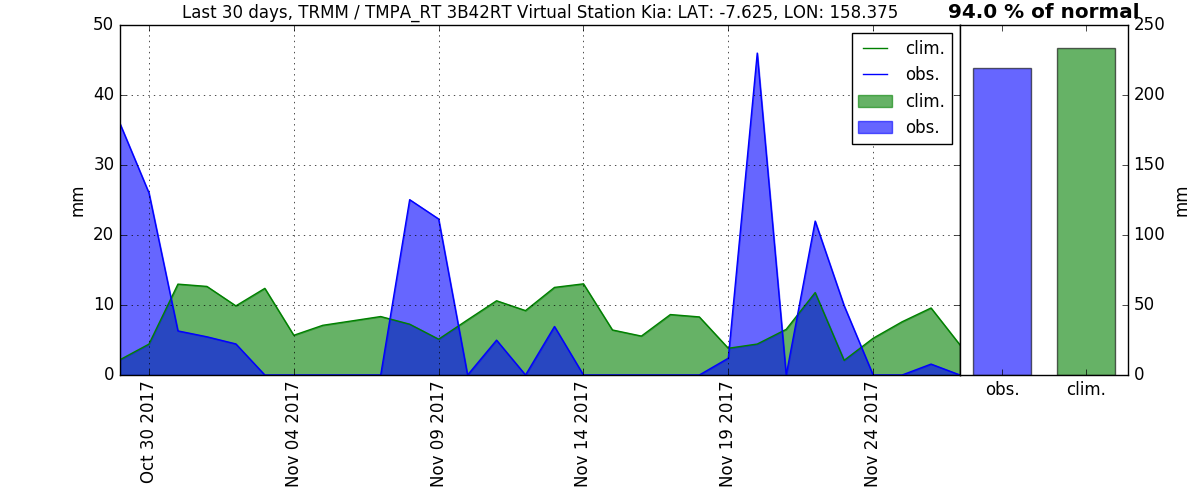 Last 30 days, TRMM / TMPA_RT 3B42RT Virtual Station Kia: LAT: -7.625, LON: 158.375
94.0 % of normal
50
40
30
20
10
0
mm
clim.
obs.
clim.
obs.
250
200
150
100
50
0
mm
obs.
clim.
Oct 30 2017
Nov 04 2017
Nov 09 2017
Nov 14 2017
Nov 19 2017
Nov 24 2017